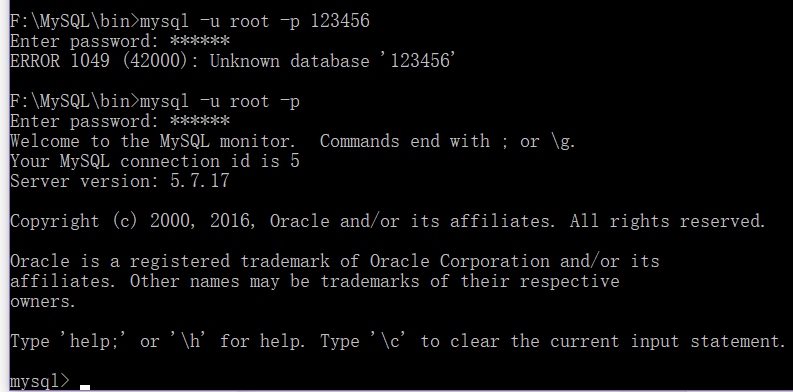 F:\MySQL\bin>mysql -u root -p 123456
Enter password: ******
ERROR 1049 (42000): Unknown database '123456'
F:\MySQL\bin>mysql -u root -p
Enter password: ******
Welcome to the MySQL monitor.  Commands end with ; or \g.
Your MySQL connection id is 5
Server version: 5.7.17
Copyright (c) 2000, 2016, Oracle and/or its affiliates. All rights reserved.
Oracle is a registered trademark of Oracle Corporation and/or its
affiliates. Other names may be trademarks of their respective
owners.
Type 'help;' or '\h' for help. Type '\c' to clear the current input statement.
mysql>